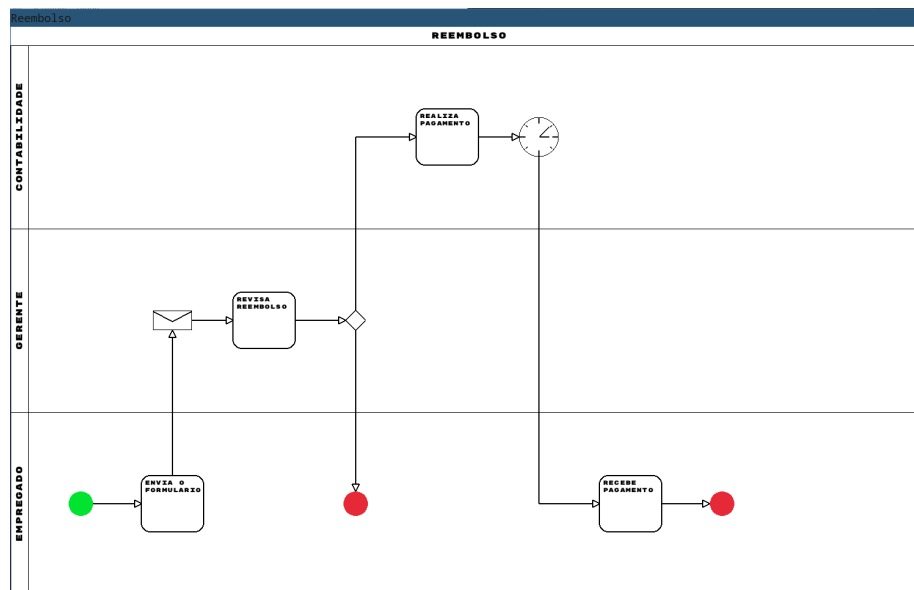 Reembolso
REEMBOLSO
CONTABILIDADE
REALIZA
PAGAMENTO
GERENTE
REVISA
REEMBOLSO
EMPREGADO
ENVIA O
FORMULARIO
RECEBE
PAGAMENTO